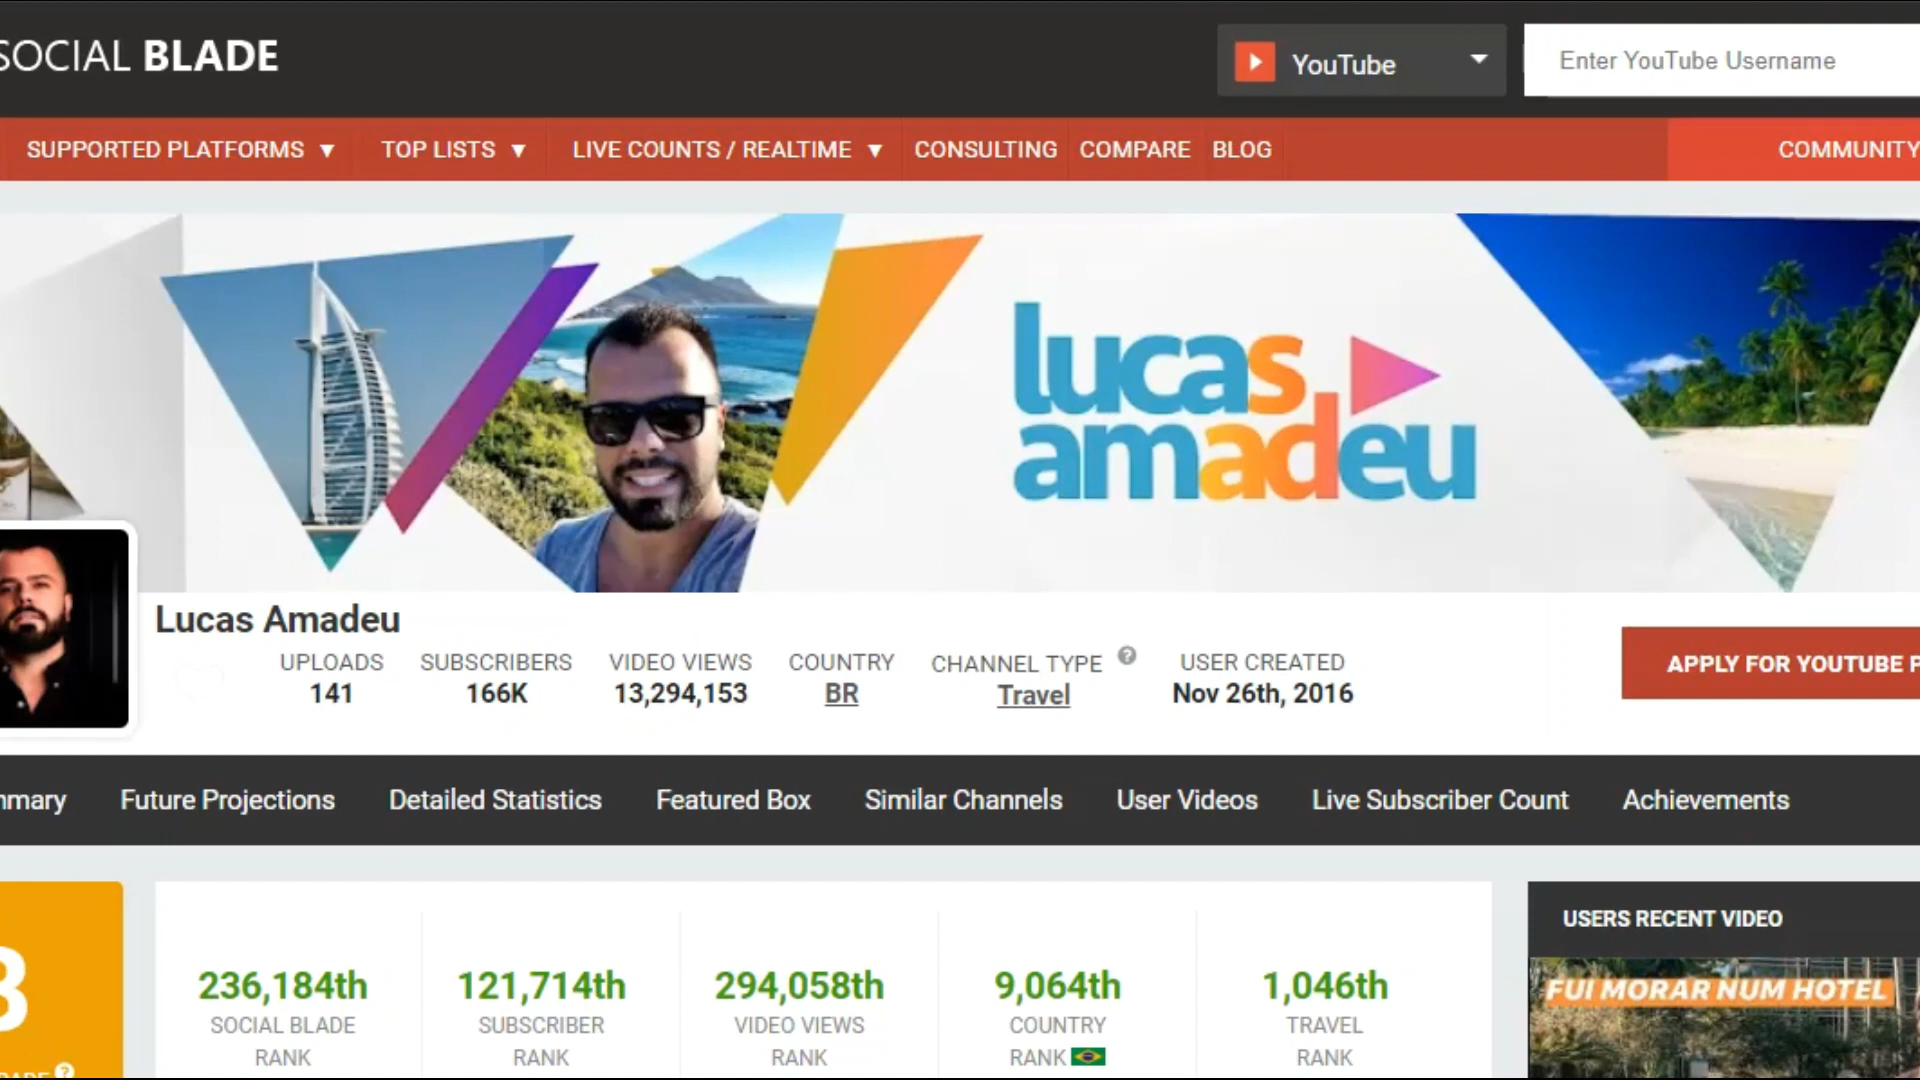 SOCIAL BLADE
YouTube
Enter YouTube Username
SUPPORTED PLATFORMS ▼
TOP LISTS ▼
LIVE COUNTS / REALTIME ▼
CONSULTING
COMPARE
BLOG
COMMUNITY
lucas
amadeu
Lucas Amadeu
UPLOADS
141
SUBSCRIBERS
166K
VIDEO VIEWS
13,294,153
COUNTRY
BR
CHANNEL TYPE ?
Travel
USER CREATED
Nov 26th, 2016
APPLY FOR YOUTUBE P
mmary
Future Projections
Detailed Statistics
Featured Box
Similar Channels
User Videos
Live Subscriber Count
Achievements
236,184th
SOCIAL BLADE
RANK
121,714th
SUBSCRIBER
RANK
294,058th
VIDEO VIEWS
RANK
9,064th
COUNTRY
RANK
1,046th
TRAVEL
RANK
USERS RECENT VIDEO
FUI MORAR NUM HOTEL